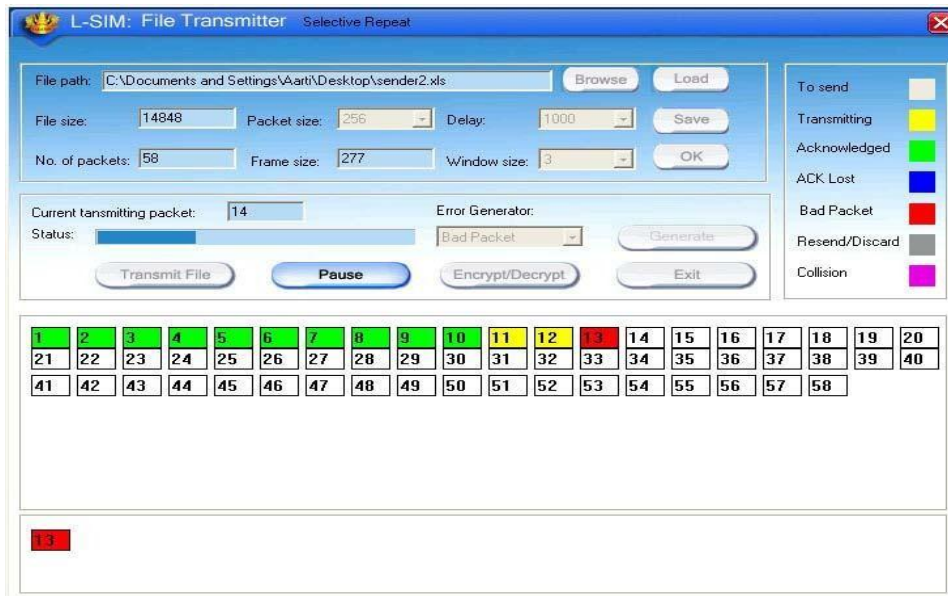 L-SIM: File Transmitter Selective Repeat
File path: C:\Documents and Settings\Aarti\Desktop\sender2.xls Browse Load
File size: 14848 Packet size: 256 Delay: 1000 Save
No. of packets: 58 Frame size: 277 Window size: 3 OK
To send
Transmitting
Acknowledged
ACK Lost
Bad Packet
Resend/Discard
Collision
Current tansmitting packet: 14 Error Generator:
Status: Bad Packet Generate
Transmit File Pause Encrypt/Decrypt Exit
1 2 3 4 5 6 7 8 9 10 11 12 13 14 15 16 17 18 19 20
21 22 23 24 25 26 27 28 29 30 31 32 33 34 35 36 37 38 39 40
41 42 43 44 45 46 47 48 49 50 51 52 53 54 55 56 57 58
13